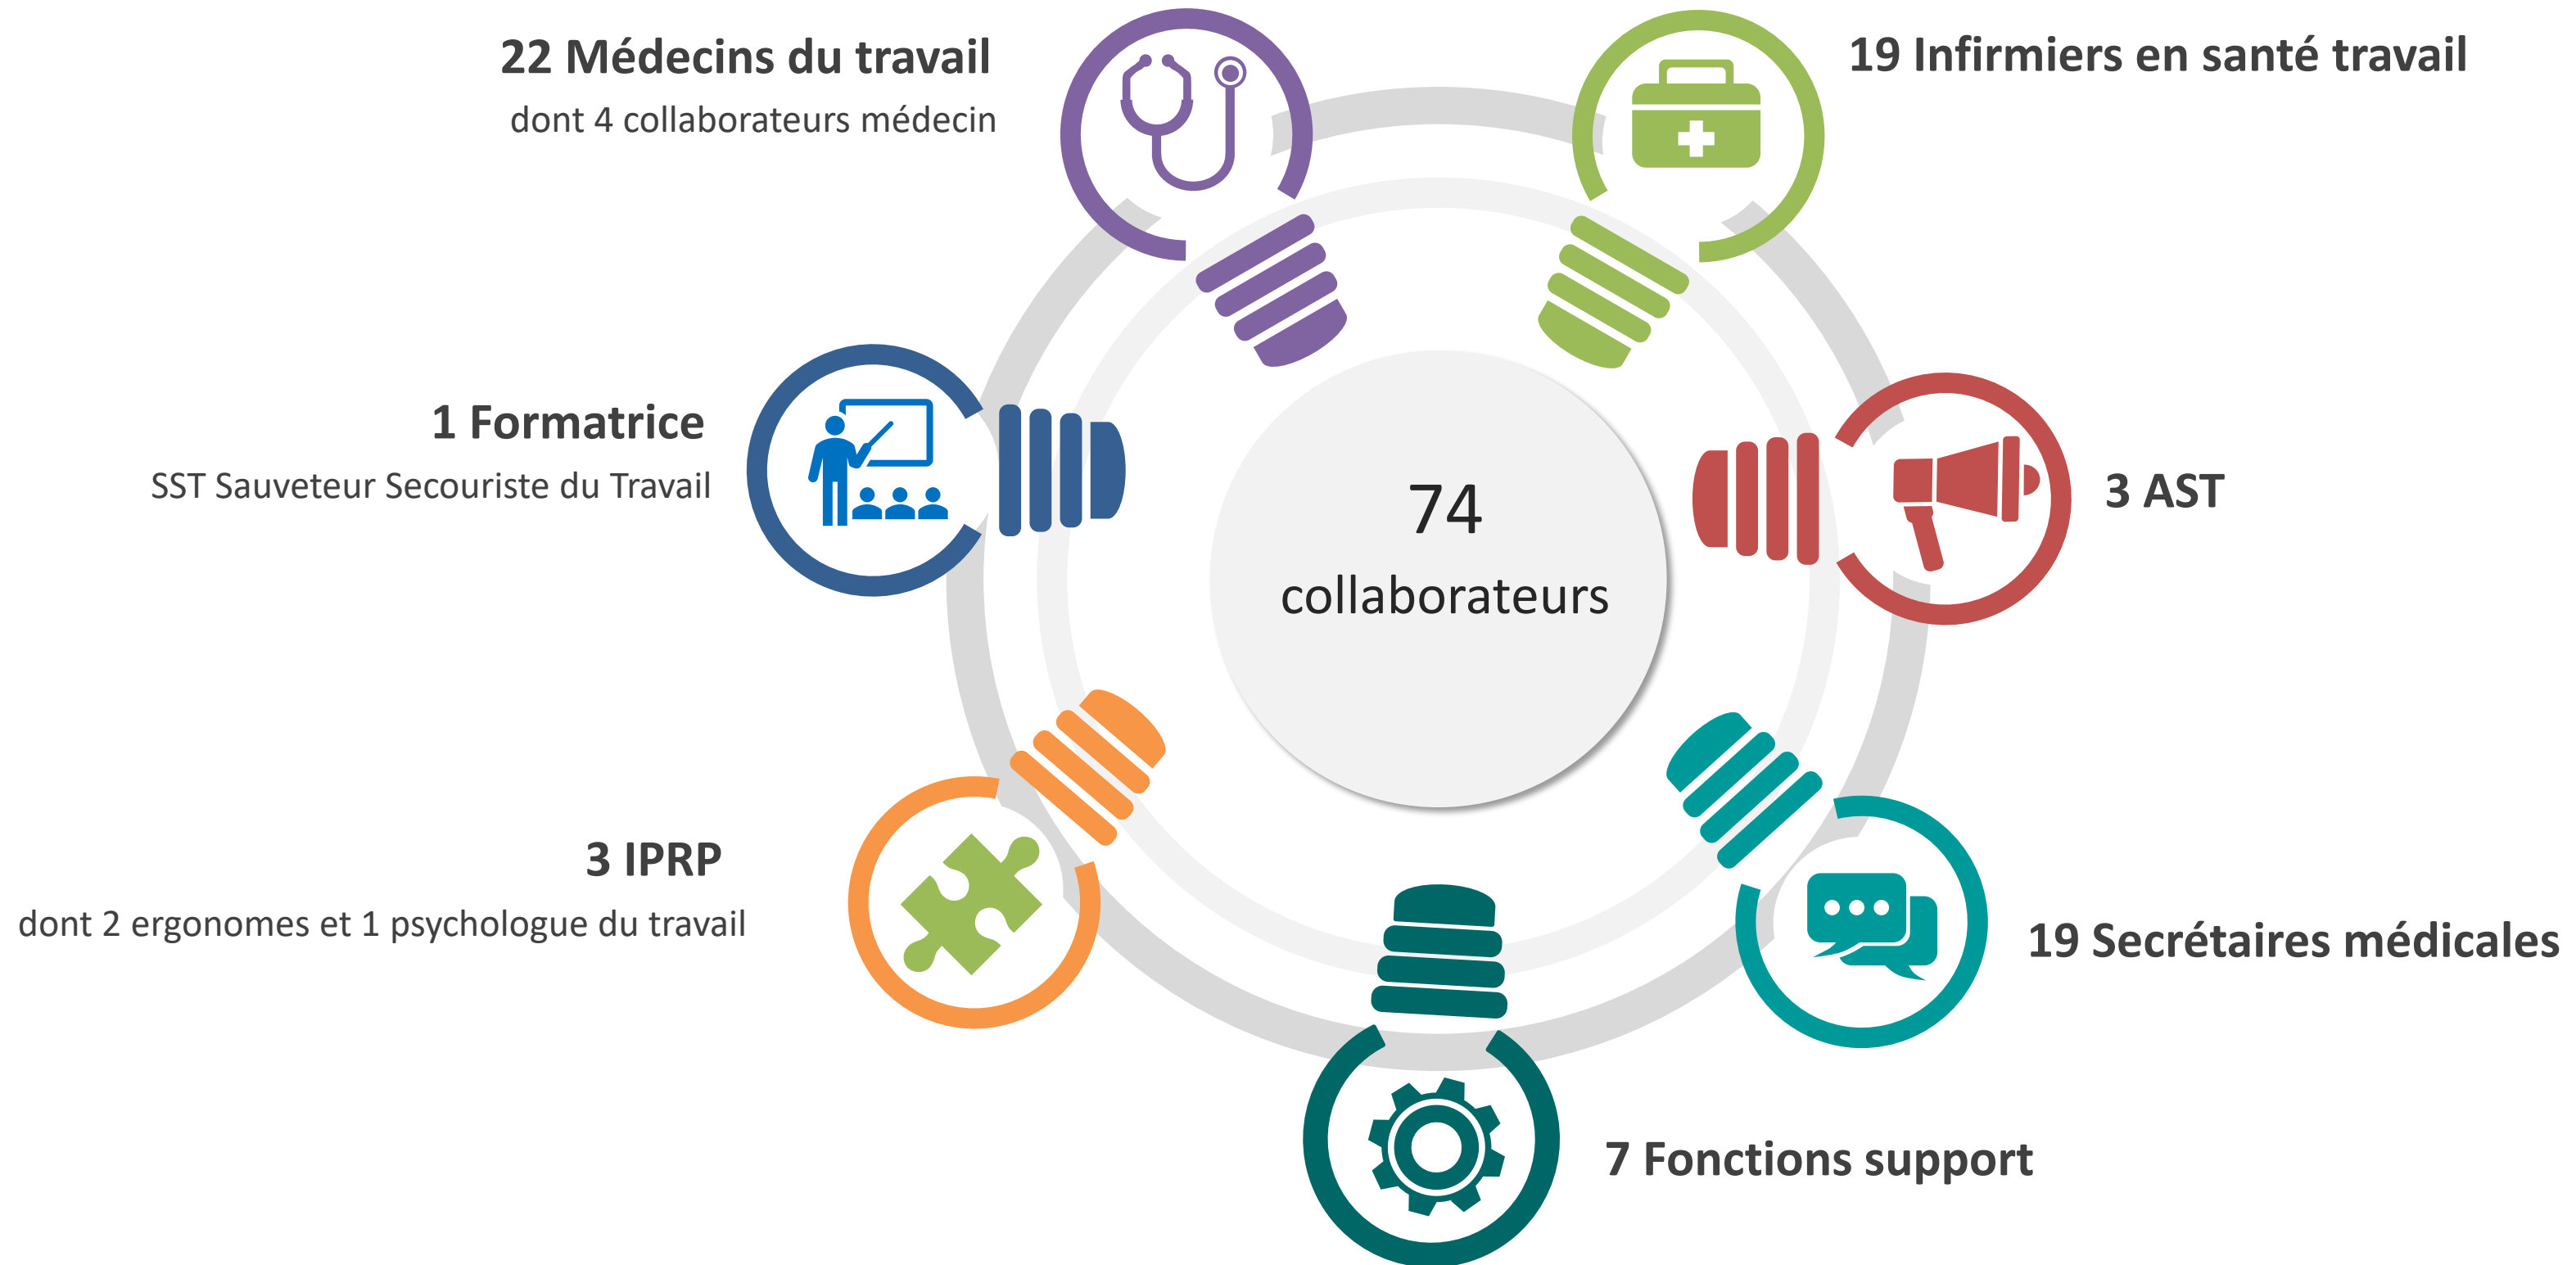 22 Médecins du travail
dont 4 collaborateurs médecin
19 Infirmiers en santé travail
1 Formatrice
SST Sauveteur Secouriste du Travail
74
collaborateurs
3 AST
3 IPRP
dont 2 ergonomes et 1 psychologue du travail
19 Secrétaires médicales
7 Fonctions support